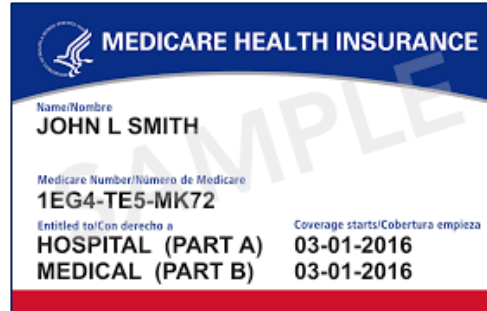 MEDICARE HEALTH INSURANCE
Name/Nombre
JOHN L SMITH
Medicare Number/Número de Medicare
1EG4-TE5-MK72
Entitled to/Con derecho a Coverage starts/Cobertura empieza
HOSPITAL (PART A) 03-01-2016
MEDICAL (PART B) 03-01-2016
SAMPLE